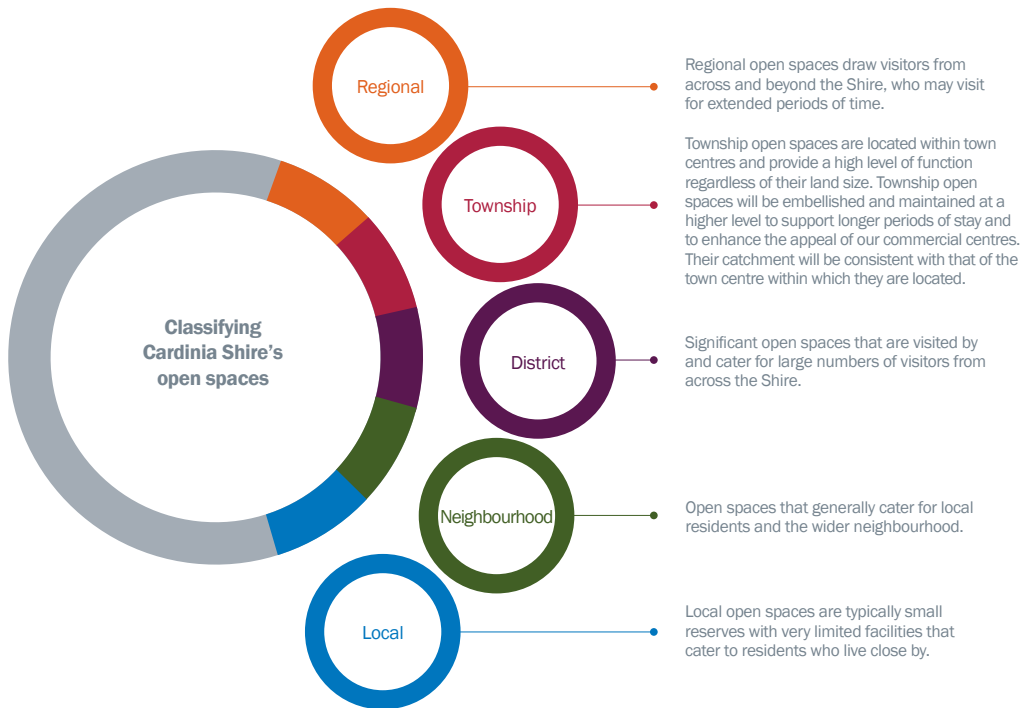 Classifying
Cardinia Shire's
open spaces
Regional
Regional open spaces draw visitors from
across and beyond the Shire, who may visit
for extended periods of time.
Township
Township open spaces are located within town
centres and provide a high level of function
regardless of their land size. Township open
spaces will be embellished and maintained at a
higher level to support longer periods of stay and
to enhance the appeal of our commercial centres.
Their catchment will be consistent with that of the
town centre within which they are located.
District
Significant open spaces that are visited by
and cater for large numbers of visitors from
across the Shire.
Neighbourhood
Open spaces that generally cater for local
residents and the wider neighbourhood.
Local
Local open spaces are typically small
reserves with very limited facilities that
cater to residents who live close by.